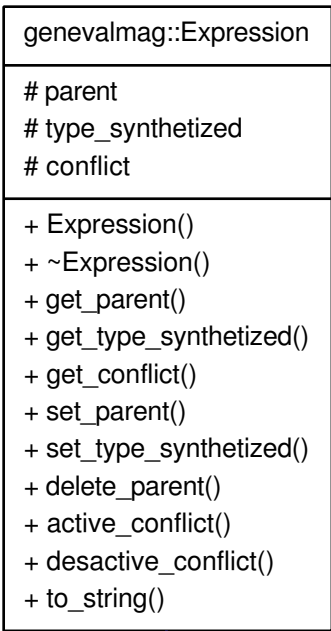 genevalmag::Expression
# parent
# type_synthetized
# conflict
+ Expression()
+ ~Expression()
+ get_parent()
+ get_type_synthetized()
+ get_conflict()
+ set_parent()
+ set_type_synthetized()
+ delete_parent()
+ active_conflict()
+ desactive_conflict()
+ to_string()